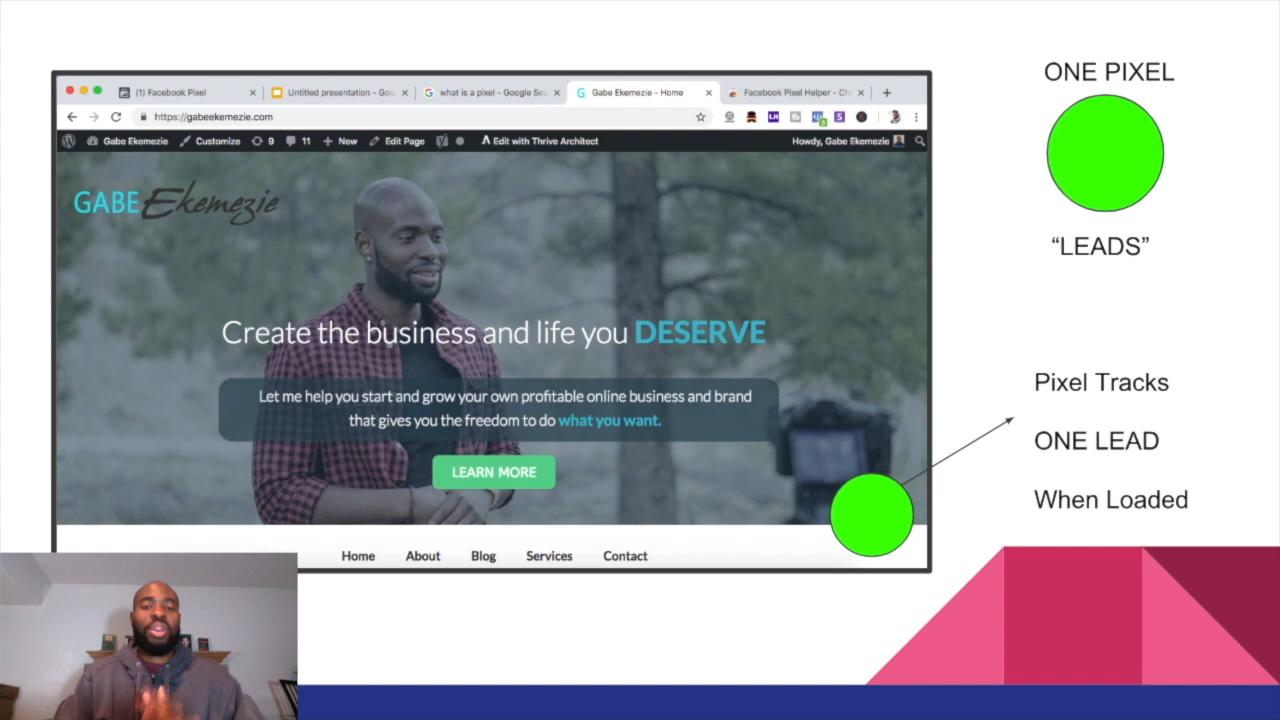 (1) Facebook Pixel
Untitled presentation - Goo
what is a pixel - Google Sea
Gabe Ekemezie - Home
Facebook Pixel Helper - Ch
https://gabeekemezie.com
LH
S
Gabe Ekemezie
Customize
9
11
New
Edit Page
Edit with Thrive Architect
Howdy, Gabe Ekemezie
GABE Ekemezie
Create the business and life you DESERVE
Let me help you start and grow your own profitable online business and brand
that gives you the freedom to do what you want.
LEARN MORE
Home About Blog Services Contact
ONE PIXEL
“LEADS”
Pixel Tracks
ONE LEAD
When Loaded